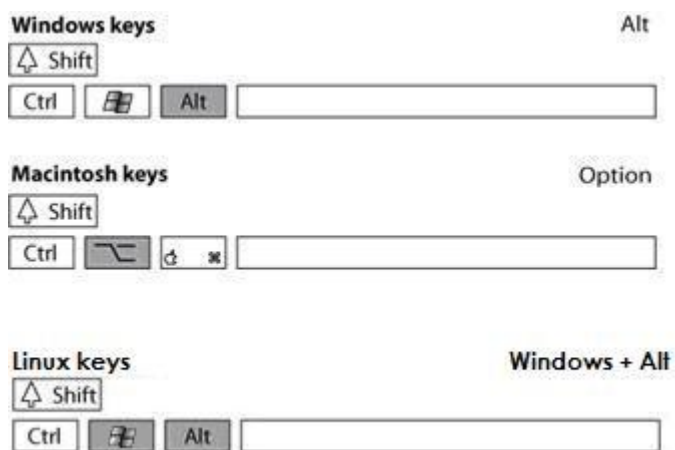 Windows keys Alt
Shift
Ctrl Alt
Macintosh keys Option
Shift
Ctrl ⌥ ⌘
Linux keys Windows + Alt
Shift
Ctrl Alt